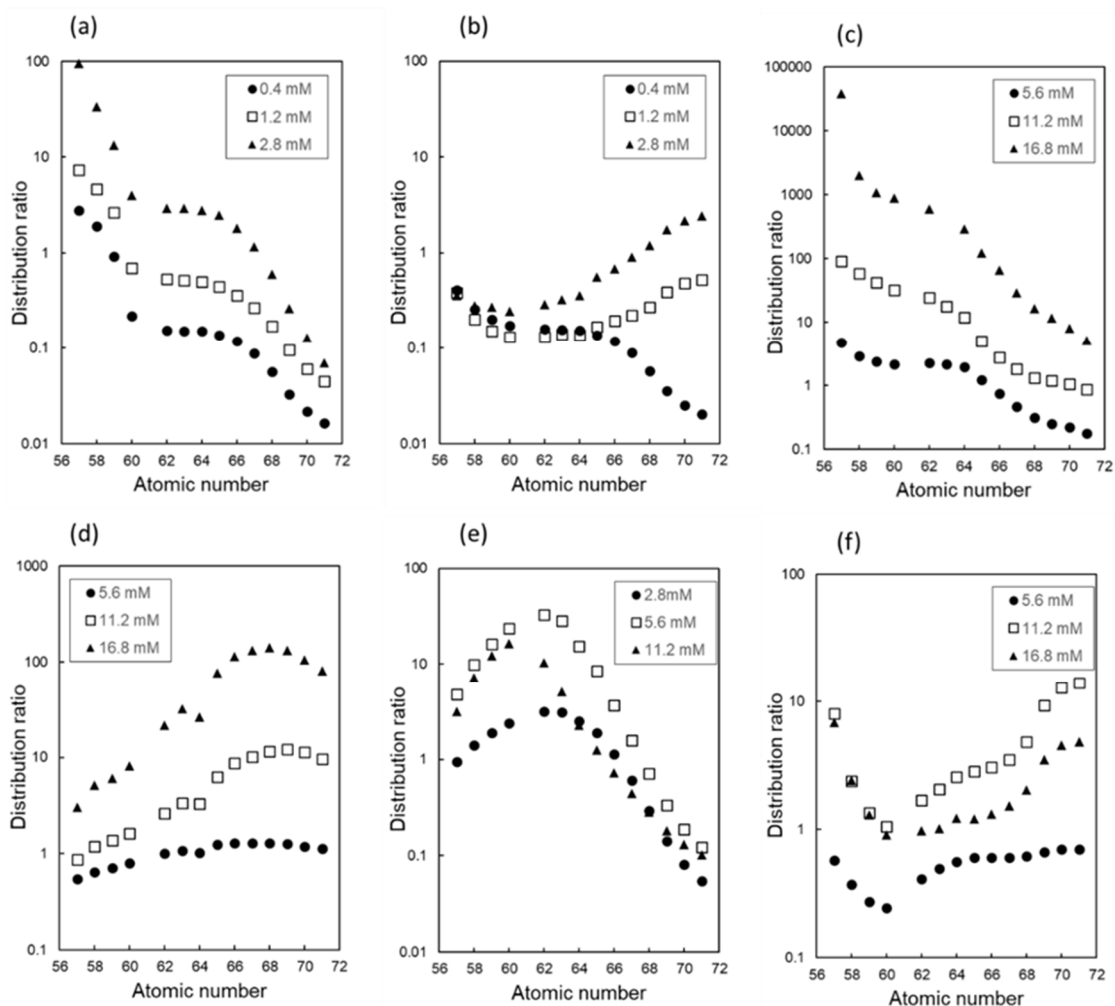 (a)
100
10
1
0.1
0.01
Distribution ratio
0.4 mM
1.2 mM
2.8 mM
56 58 60 62 64 66 68 70 72
Atomic number
(b)
100
10
1
0.1
0.01
Distribution ratio
0.4 mM
1.2 mM
2.8 mM
56 58 60 62 64 66 68 70 72
Atomic number
(c)
100000
10000
1000
100
10
1
0.1
Distribution ratio
5.6 mM
11.2 mM
16.8 mM
56 58 60 62 64 66 68 70 72
Atomic number
(d)
1000
100
10
1
0.1
Distribution ratio
5.6 mM
11.2 mM
16.8 mM
56 58 60 62 64 66 68 70 72
Atomic number
(e)
100
10
1
0.1
0.01
Distribution ratio
2.8mM
5.6 mM
11.2 mM
56 58 60 62 64 66 68 70 72
Atomic number
(f)
100
10
1
0.1
Distribution ratio
5.6 mM
11.2 mM
16.8 mM
56 58 60 62 64 66 68 70 72
Atomic number